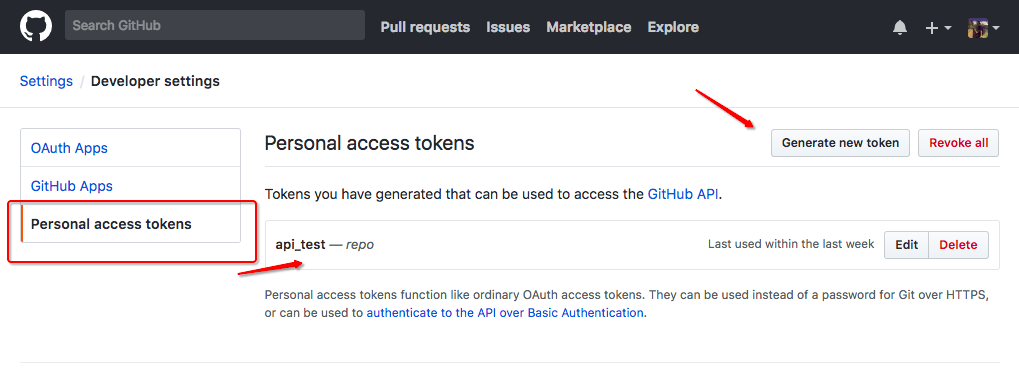 Search GitHub Pull requests Issues Marketplace Explore
Settings / Developer settings
OAuth Apps
GitHub Apps
Personal access tokens
Personal access tokens Generate new token Revoke all
Tokens you have generated that can be used to access the GitHub API.
api_test — repo Last used within the last week Edit Delete
Personal access tokens function like ordinary OAuth access tokens. They can be used instead of a password for Git over HTTPS,
or can be used to authenticate to the API over Basic Authentication.